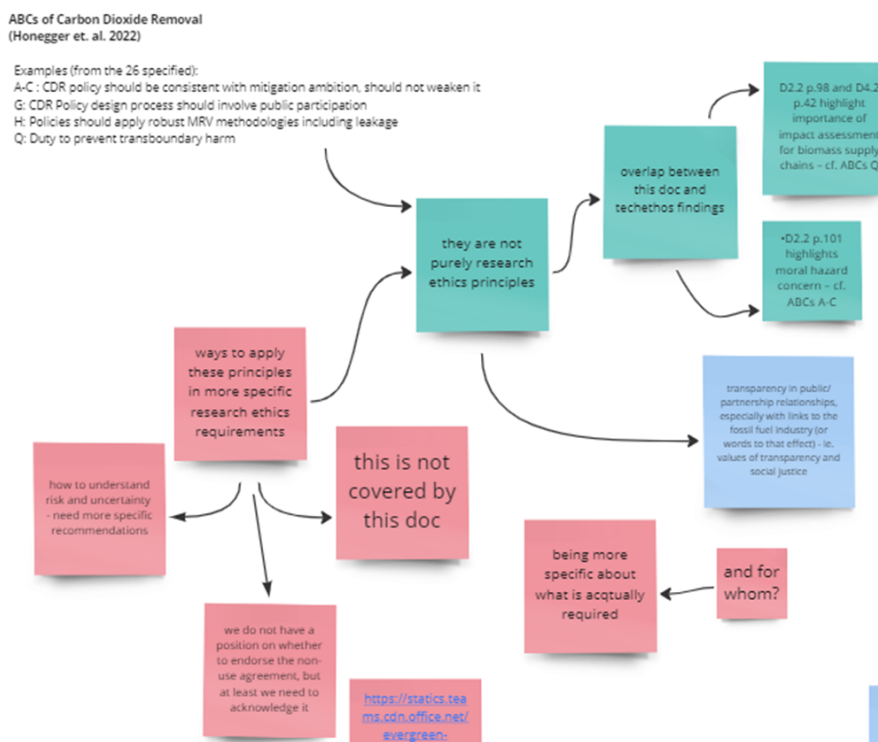 ABCs of Carbon Dioxide Removal
(Honegger et. al. 2022)
Examples (from the 26 specified):
A-C : CDR policy should be consistent with mitigation ambition, should not weaken it
G: CDR Policy design process should involve public participation
H: Policies should apply robust MRV methodologies including leakage
Q: Duty to prevent transboundary harm
D2.2 p.98 and D4.2
p.42 highlight
importance of
impact assessment
for biomass supply
chains – cf. ABCs Q
overlap between
this doc and
techethos findings
they are not
purely research
ethics principles
•D2.2 p.101
highlights
moral hazard
concern – cf.
ABCs A-C
ways to apply
these principles
in more specific
research ethics
requirements
transparency in public/
partnership relationships,
especially with links to the
fossil fuel industry (or
words to that effect) - ie.
values of transparency and
social justice
how to understand
risk and uncertainty
- need more specific
recommendations
this is not
covered by
this doc
being more
specific about
what is acqtually
required
and for
whom?
we do not have a
position on whether
to endorse the non-
use agreement, but
at least we need to
acknowledge it
https://statics.tea
ms.cdn.office.net/
evergreen-